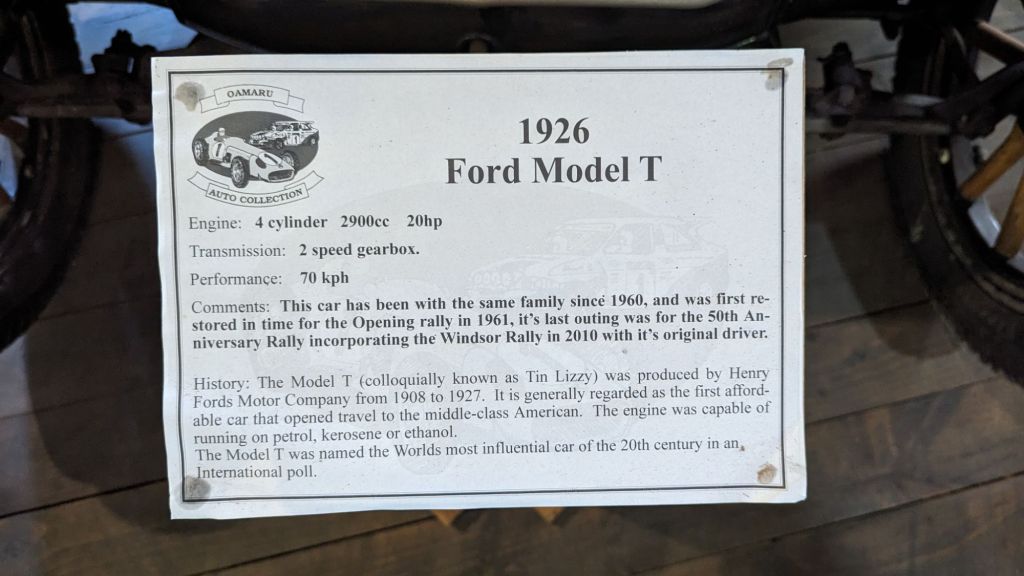 OAMARU
AUTO COLLECTION
1926
Ford Model T
Engine: 4 cylinder 2900cc 20hp
Transmission: 2 speed gearbox.
Performance: 70 kph
Comments: This car has been with the same family since 1960, and was first re-
stored in time for the Opening rally in 1961, it's last outing was for the 50th An-
niversary Rally incorporating the Windsor Rally in 2010 with it's original driver.
History: The Model T (colloquially known as Tin Lizzy) was produced by Henry
Fords Motor Company from 1908 to 1927. It is generally regarded as the first afford-
able car that opened travel to the middle-class American. The engine was capable of
running on petrol, kerosene or ethanol.
The Model T was named the Worlds most influential car of the 20th century in an
International poll.